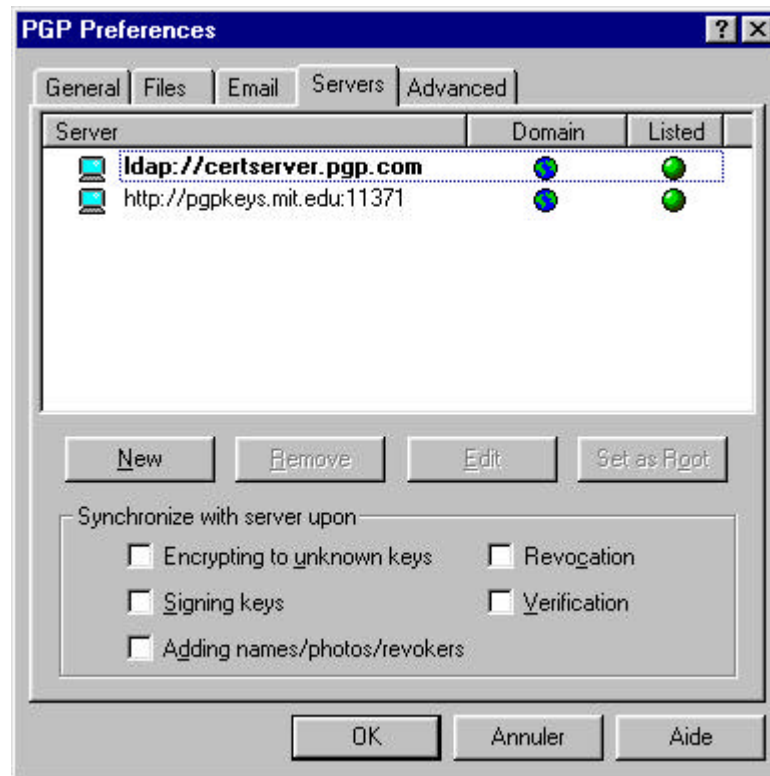 PGP Preferences
General Files Email Servers Advanced
Server Domain Listed
ldap://certserver.pgp.com
http://pgpkeys.mit.edu:11371
New Remove Edit Set as Root
Synchronize with server upon
Encrypting to unknown keys Revocation
Signing keys Verification
Adding names/photos/revokers
OK Annuler Aide